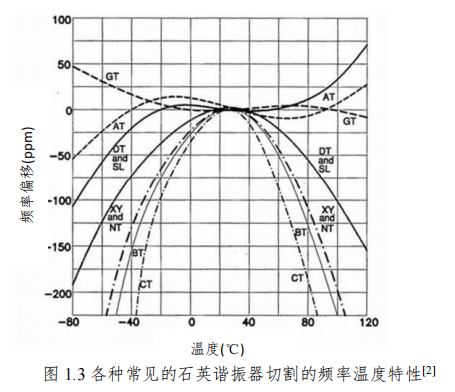 100
50
0
-50
-100
-150
-200
频率偏移(ppm)
GT
AT
DT
and
SL
XY
and
NT
BT
CT
AT
GT
DT
and
SL
XY
and
NT
BT
CT
-80
-40
0
40
80
120
温度(℃)
图 1.3 各种常见的石英谐振器切割的频率温度特性[2]